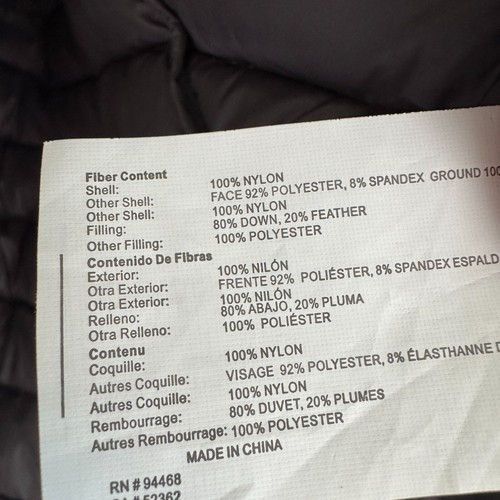 Fiber Content
Shell: 100% NYLON
Other Shell: FACE 92% POLYESTER, 8% SPANDEX GROUND 100
Other Shell: 100% NYLON
Filling: 80% DOWN, 20% FEATHER
Other Filling: 100% POLYESTER
Contenido De Fibras
Exterior: 100% NILÓN
Otra Exterior: FRENTE 92% POLIÉSTER, 8% SPANDEX ESPALD
Otra Exterior: 100% NILÓN
Relleno: 80% ABAJO, 20% PLUMA
Otra Relleno: 100% POLIÉSTER
Contenu
Coquille: 100% NYLON
Autres Coquille: VISAGE 92% POLYESTER, 8% ÉLASTHANNE D
Autres Coquille: 100% NYLON
Rembourrage: 80% DUVET, 20% PLUMES
Autres Rembourrage: 100% POLYESTER
MADE IN CHINA
RN # 94468
52362